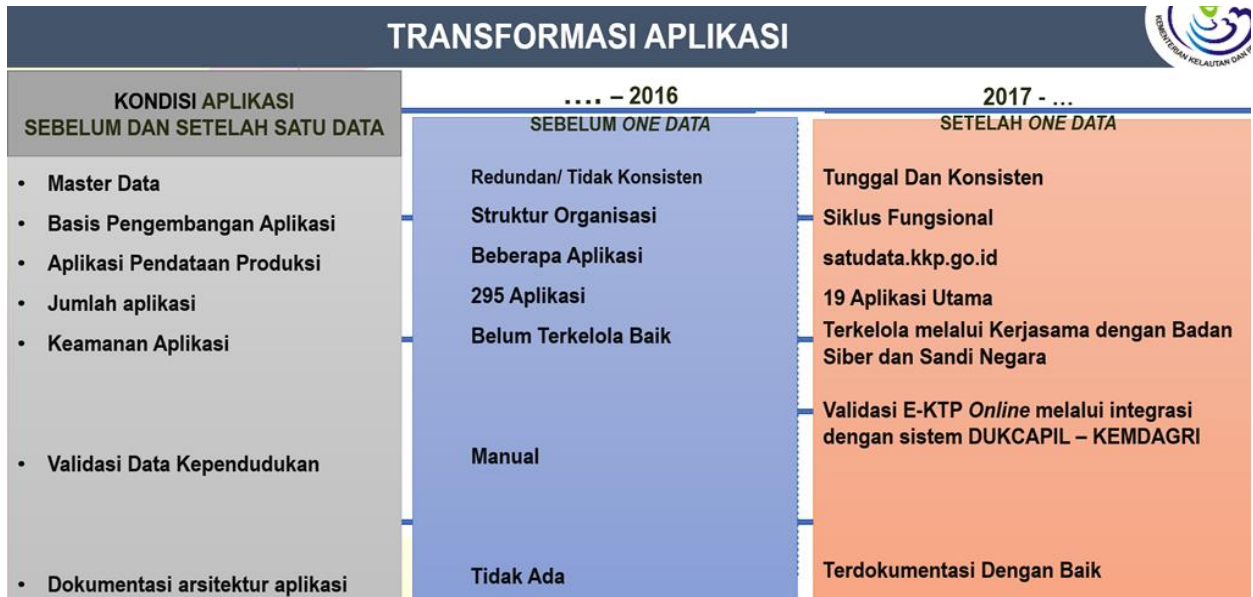 TRANSFORMASI APLIKASI
KEMENTERIAN KELAUTAN DAN
KONDISI APLIKASI
SEBELUM DAN SETELAH SATU DATA
.... – 2016
SEBELUM ONE DATA
2017 - ...
SETELAH ONE DATA
• Master Data
Redundan/ Tidak Konsisten
Tunggal Dan Konsisten
• Basis Pengembangan Aplikasi
Struktur Organisasi
Siklus Fungsional
• Aplikasi Pendataan Produksi
Beberapa Aplikasi
satudata.kkp.go.id
• Jumlah aplikasi
295 Aplikasi
19 Aplikasi Utama
• Keamanan Aplikasi
Belum Terkelola Baik
Terkelola melalui Kerjasama dengan Badan
Siber dan Sandi Negara
• Validasi Data Kependudukan
Manual
Validasi E-KTP Online melalui integrasi
dengan sistem DUKCAPIL – KEMDAGRI
• Dokumentasi arsitektur aplikasi
Tidak Ada
Terdokumentasi Dengan Baik